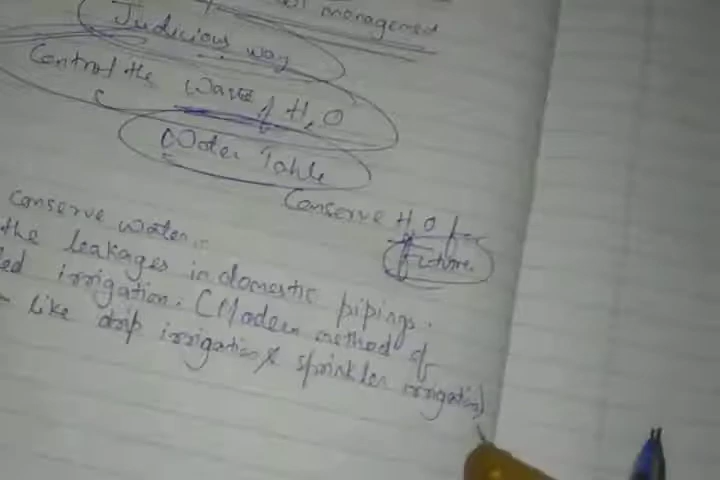 management
Judicious way
Control the Waste of H2O
Water Table
Conserve H2O for
Future.
conserve water.
the leakages in domestic pipings.
irrigation. (Modern method of
like drip irrigation & sprinkler irrigation)